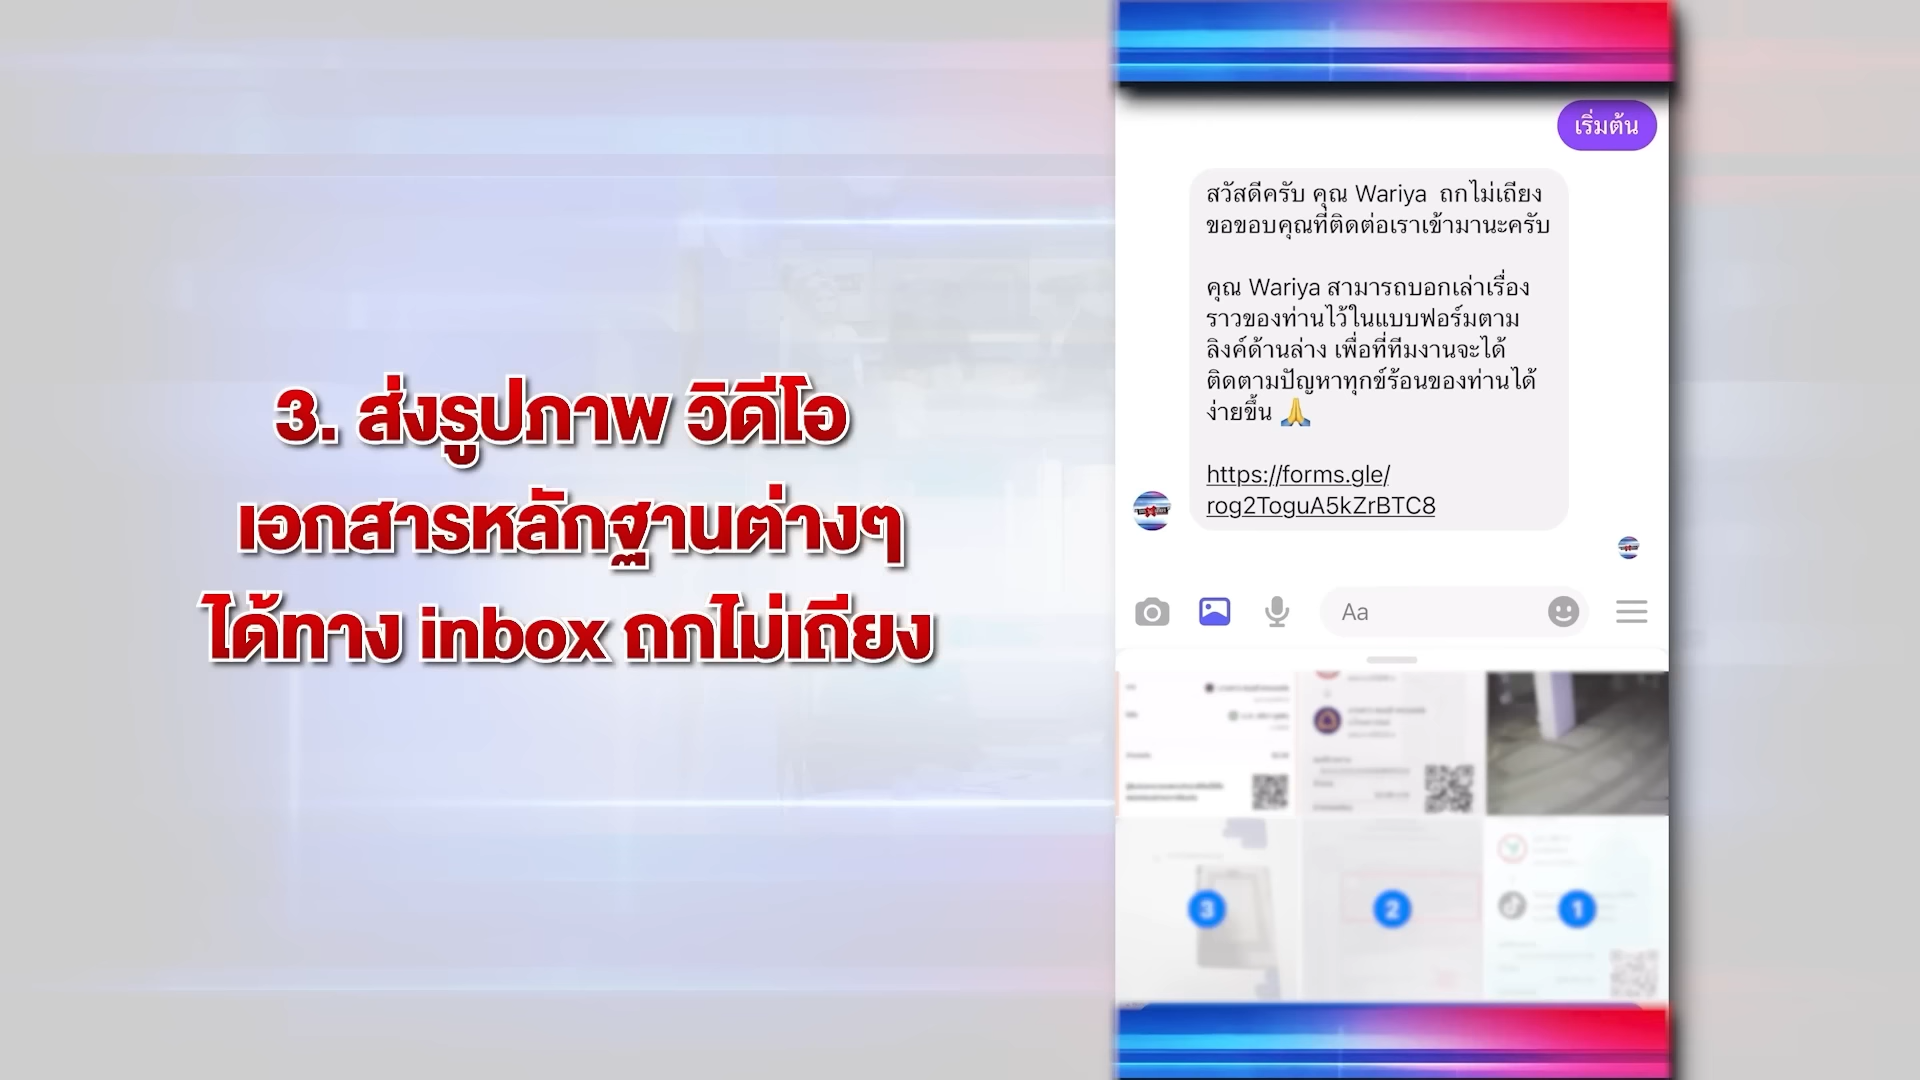 3. ส่งรูปภาพ วิดีโอ
เอกสารหลักฐานต่างๆ
ได้ทาง inbox ถกไม่เถียง
เริ่มต้น
สวัสดีครับ คุณ Wariya ถกไม่เถียง
ขอขอบคุณที่ติดต่อเราเข้ามานะครับ
คุณ Wariya สามารถบอกเล่าเรื่อง
ราวของท่านไว้ในแบบฟอร์มตาม
ลิงค์ด้านล่าง เพื่อที่ทีมงานจะได้
ติดตามปัญหาทุกข์ร้อนของท่านได้
ง่ายขึ้น 🙏
https://forms.gle/
rog2ToguA5kZrBTC8
Aa
3
2
1